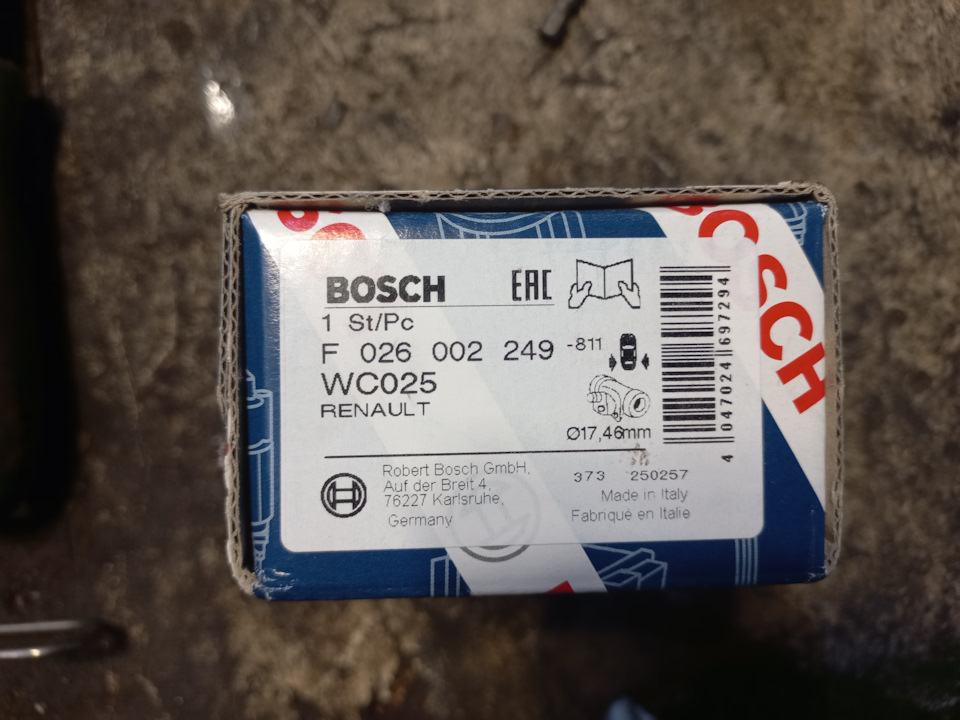 BOSCH
BOSCH
BOSCH
EAC
1 St/Pc
F 026 002 249
-811
WC025
RENAULT
Ø17,46mm
4 047024 697294
Robert Bosch GmbH,
Auf der Breit 4,
76227 Karlsruhe,
Germany
373 250257
Made in Italy
Fabriqué en Italie